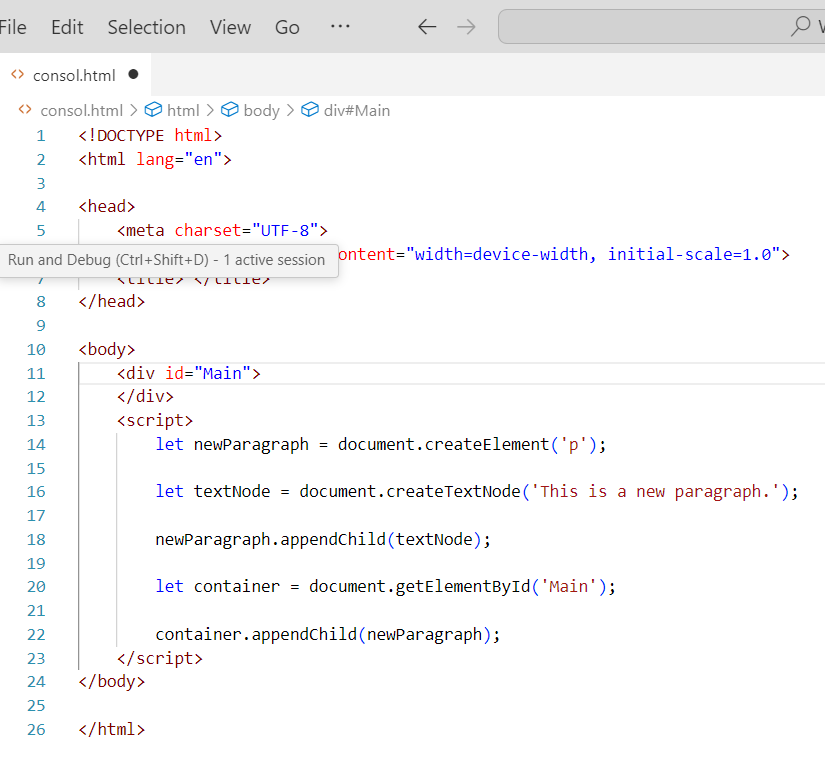 File Edit Selection View Go ···
consol.html
consol.html > html > body > div#Main
1 <!DOCTYPE html>
2 <html lang="en">
3
4 <head>
5     <meta charset="UTF-8">
Run and Debug (Ctrl+Shift+D) - 1 active session ontent="width=device-width, initial-scale=1.0">
7     <title> </title>
8 </head>
9
10 <body>
11     <div id="Main">
12     </div>
13     <script>
14         let newParagraph = document.createElement('p');
15
16         let textNode = document.createTextNode('This is a new paragraph.');
17
18         newParagraph.appendChild(textNode);
19
20         let container = document.getElementById('Main');
21
22         container.appendChild(newParagraph);
23     </script>
24 </body>
25
26 </html>